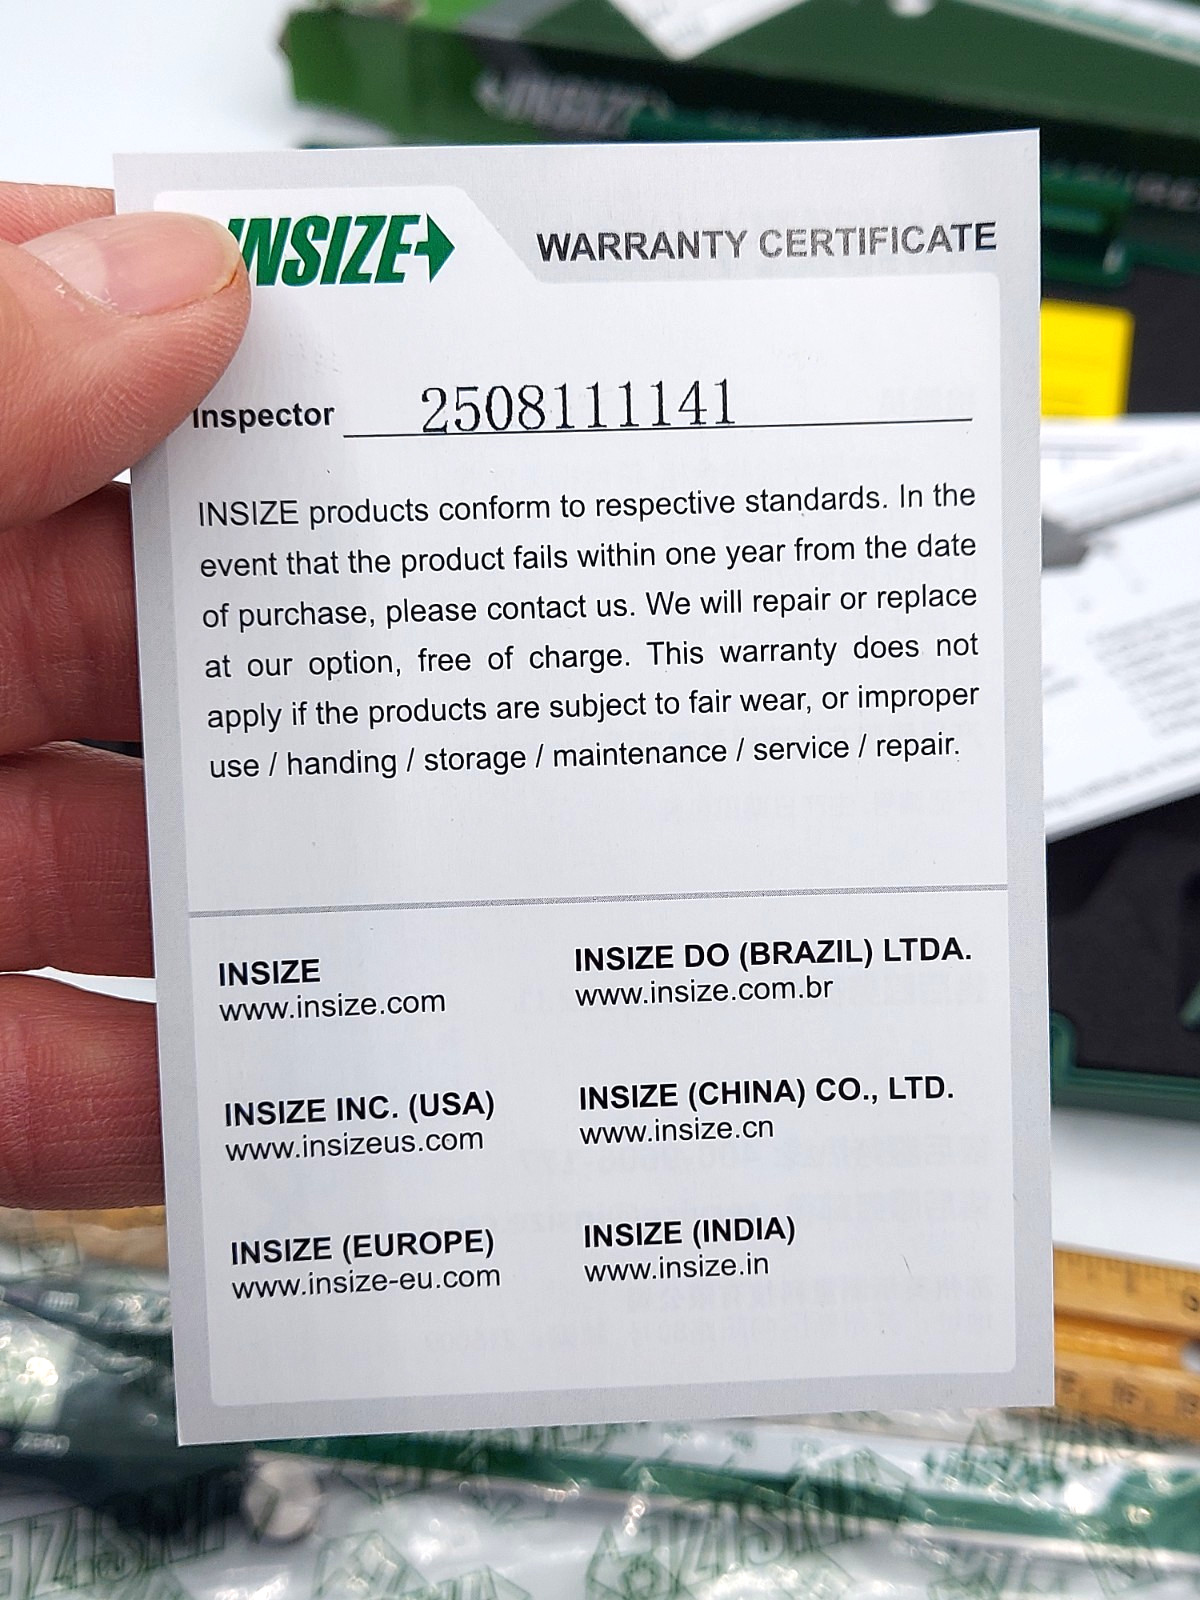 INSIZE
WARRANTY CERTIFICATE
Inspector 2508111141
INSIZE products conform to respective standards. In the
event that the product fails within one year from the date
of purchase, please contact us. We will repair or replace
at our option, free of charge. This warranty does not
apply if the products are subject to fair wear, or improper
use / handing / storage / maintenance / service / repair.
INSIZE
www.insize.com
INSIZE DO (BRAZIL) LTDA.
www.insize.com.br
INSIZE INC. (USA)
www.insizeus.com
INSIZE (CHINA) CO., LTD.
www.insize.cn
INSIZE (EUROPE)
www.insize-eu.com
INSIZE (INDIA)
www.insize.in
INSIZE
INSIZE
INSIZE